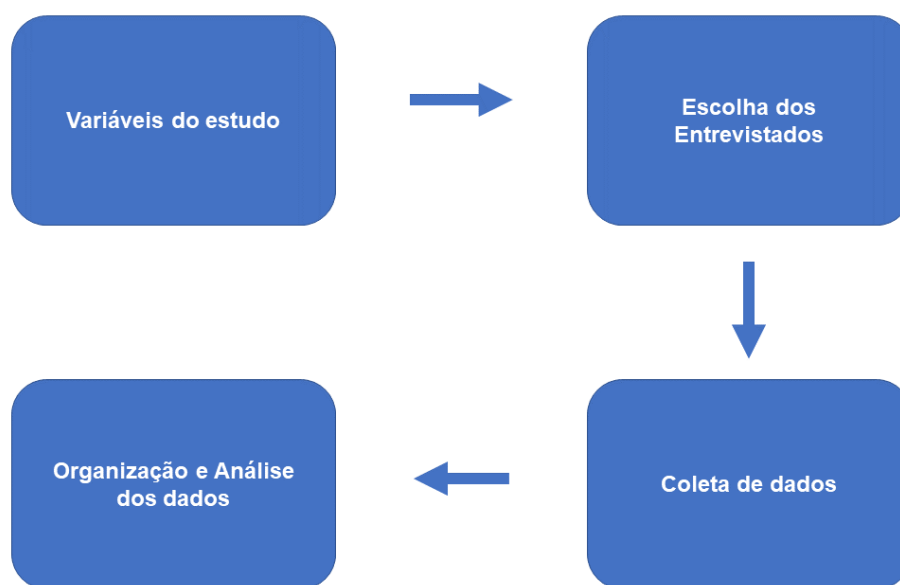 Variáveis do estudo
Escolha dos
Entrevistados
Coleta de dados
Organização e Análise
dos dados